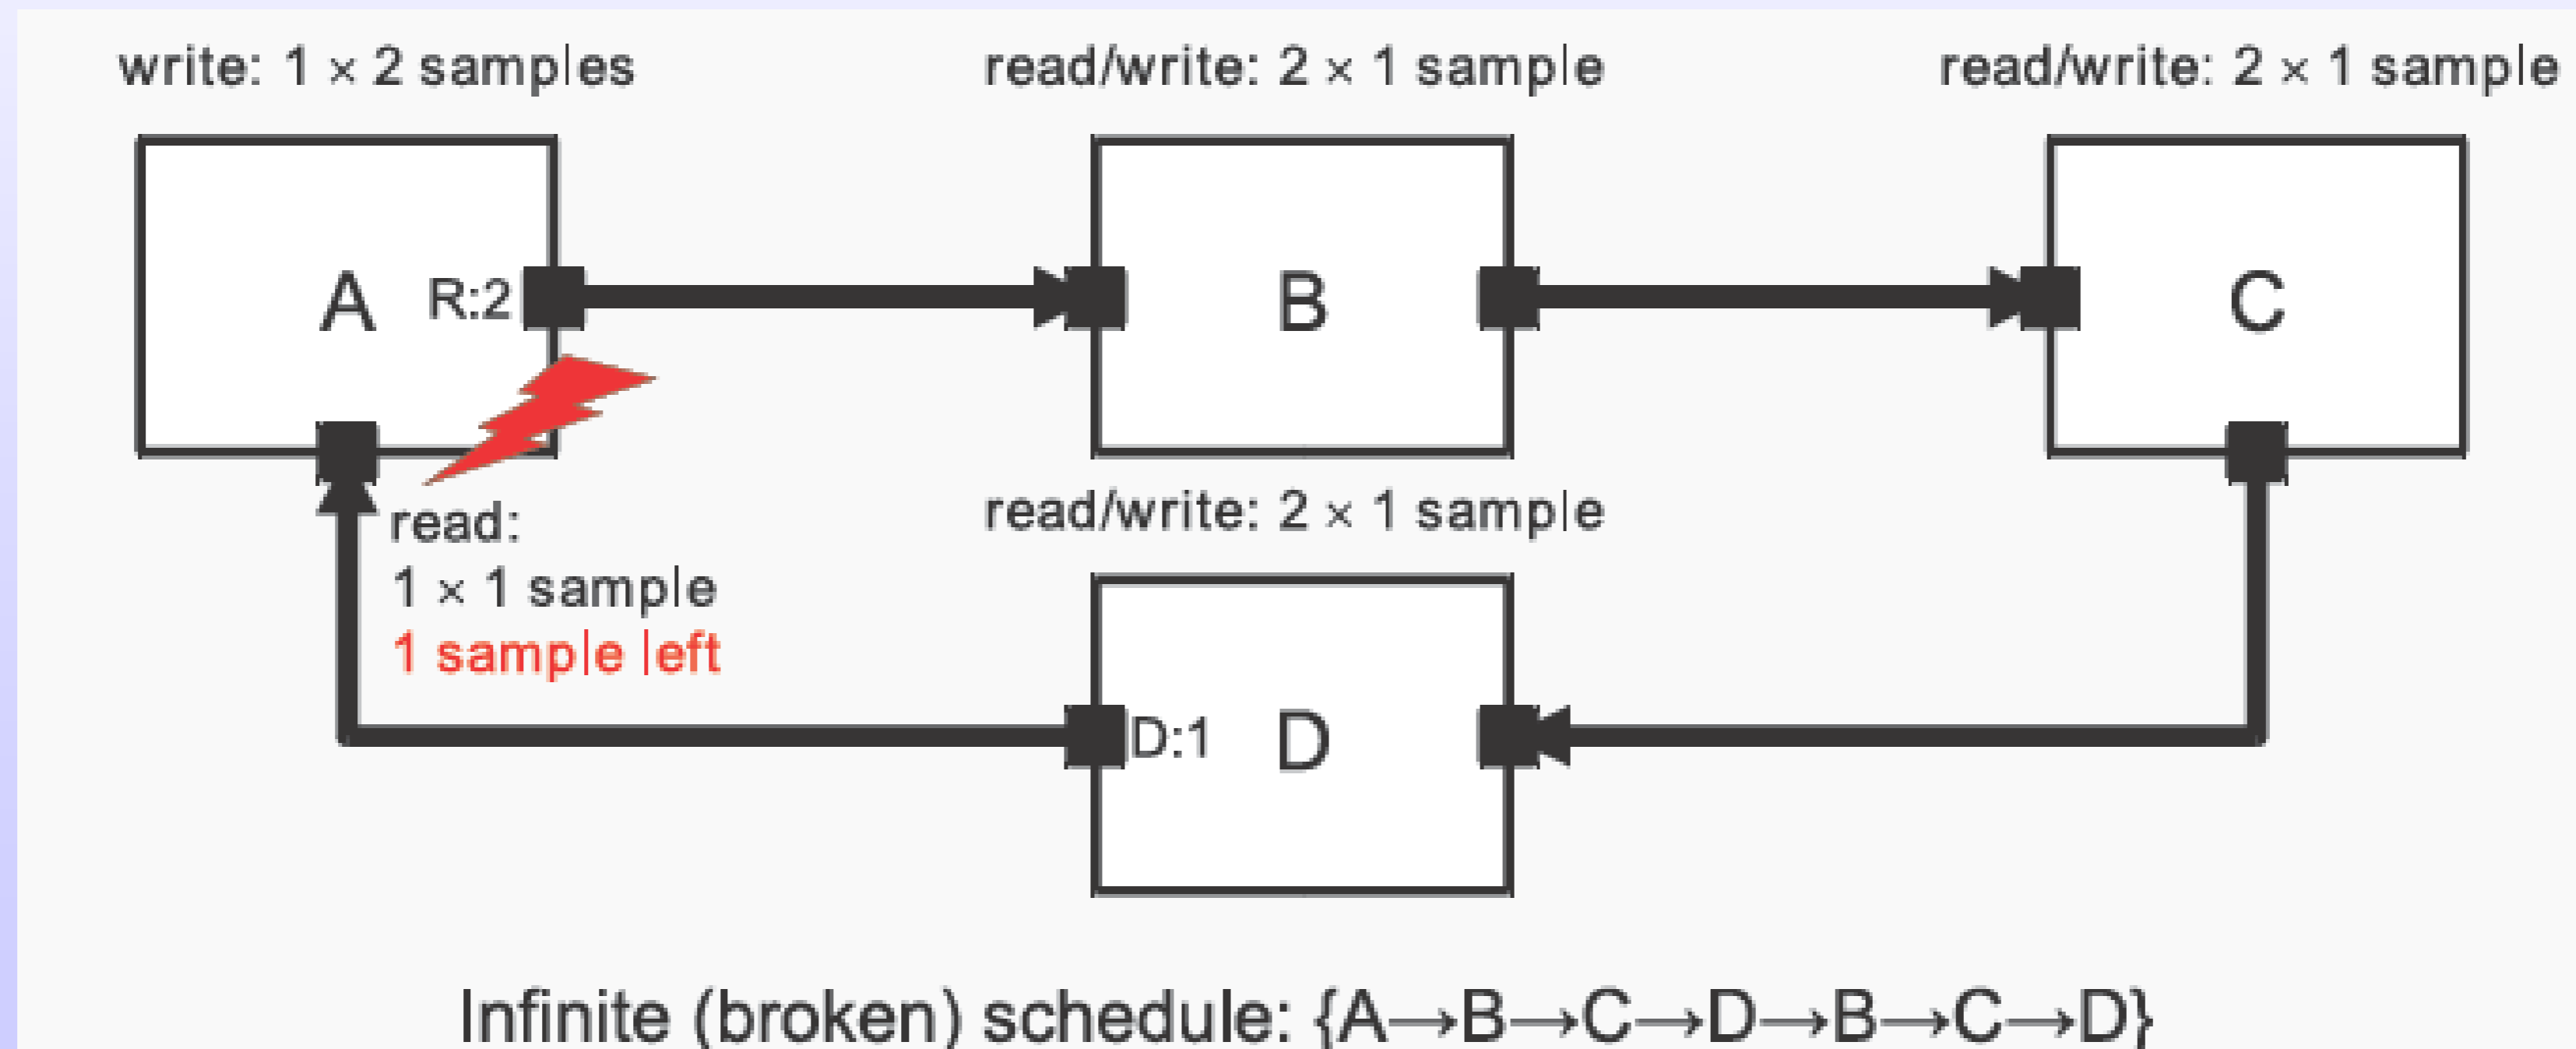 write: 1 × 2 samples
read/write: 2 × 1 sample
read/write: 2 × 1 sample
A
R:2
B
C
read:
1 × 1 sample
1 sample left
read/write: 2 × 1 sample
D:1
D
Infinite (broken) schedule: {A→B→C→D→B→C→D}